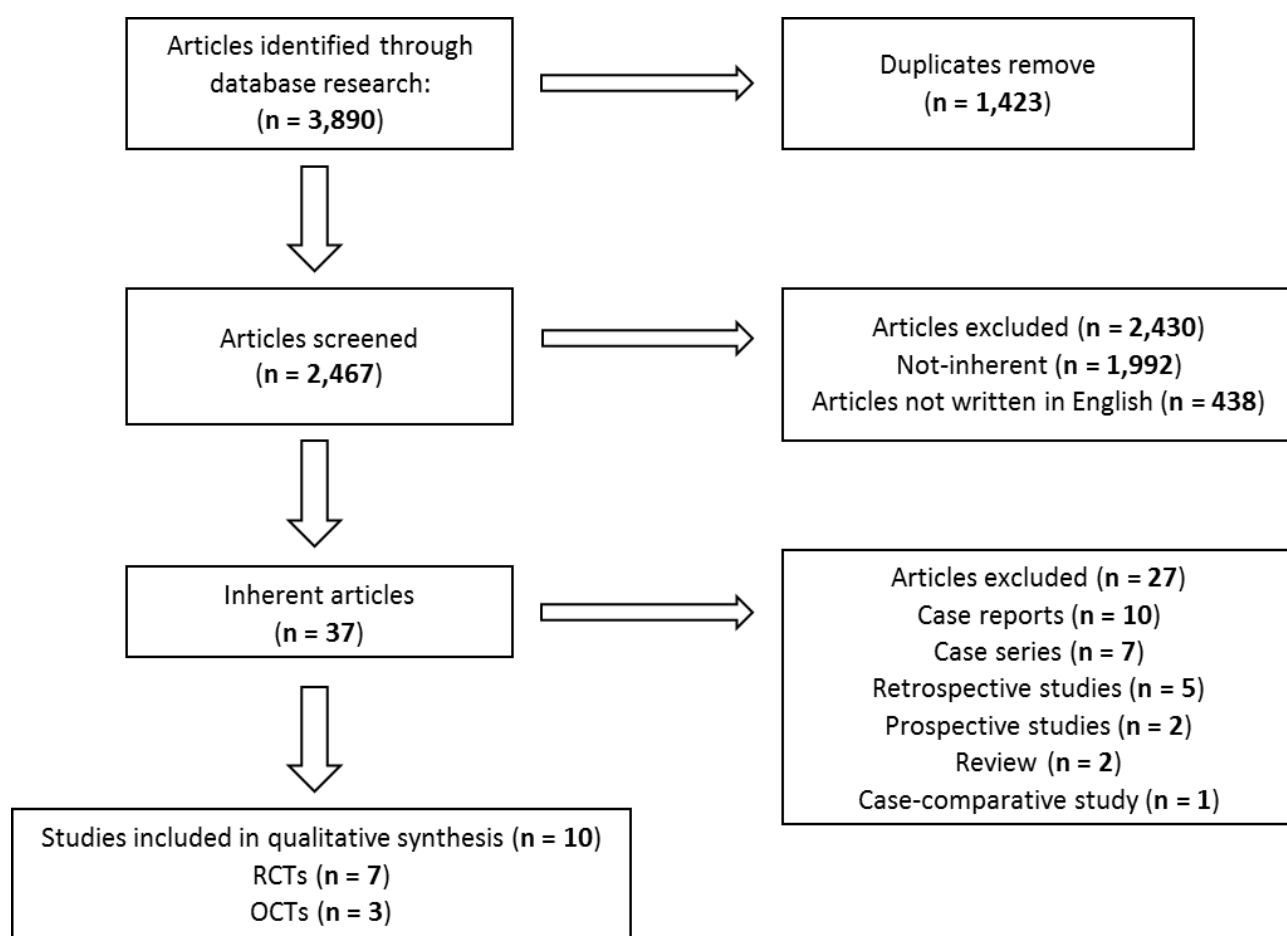 Articles identified through
database research:
(n = 3,890)
Duplicates remove
(n = 1,423)
Articles screened
(n = 2,467)
Articles excluded (n = 2,430)
Not-inherent (n = 1,992)
Articles not written in English (n = 438)
Inherent articles
(n = 37)
Articles excluded (n = 27)
Case reports (n = 10)
Case series (n = 7)
Retrospective studies (n = 5)
Prospective studies (n = 2)
Review (n = 2)
Case-comparative study (n = 1)
Studies included in qualitative synthesis (n = 10)
RCTs (n = 7)
OCTs (n = 3)